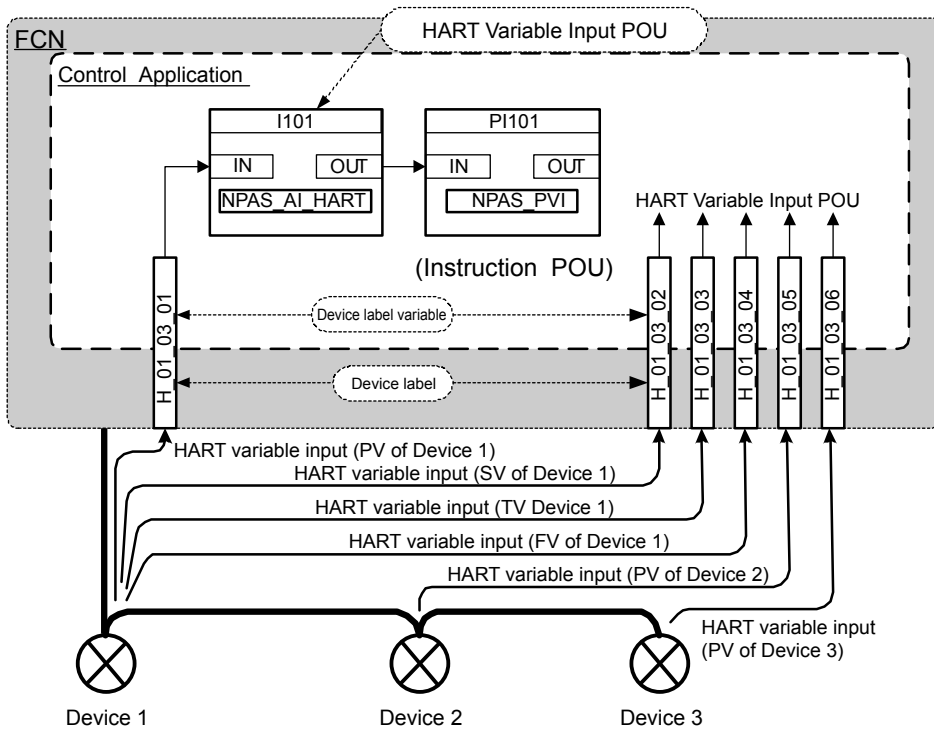 FCN
HART Variable Input POU
Control Application
I101
PI101
IN
OUT
IN
OUT
NPAS_AI_HART
NPAS_PVI
HART Variable Input POU
(Instruction POU)
H_01_03_01
Device label variable
H_01_03_02
H_01_03_03
H_01_03_04
H_01_03_05
H_01_03_06
Device label
HART variable input (PV of Device 1)
HART variable input (SV of Device 1)
HART variable input (TV Device 1)
HART variable input (FV of Device 1)
HART variable input (PV of Device 2)
HART variable input
(PV of Device 3)
Device 1
Device 2
Device 3